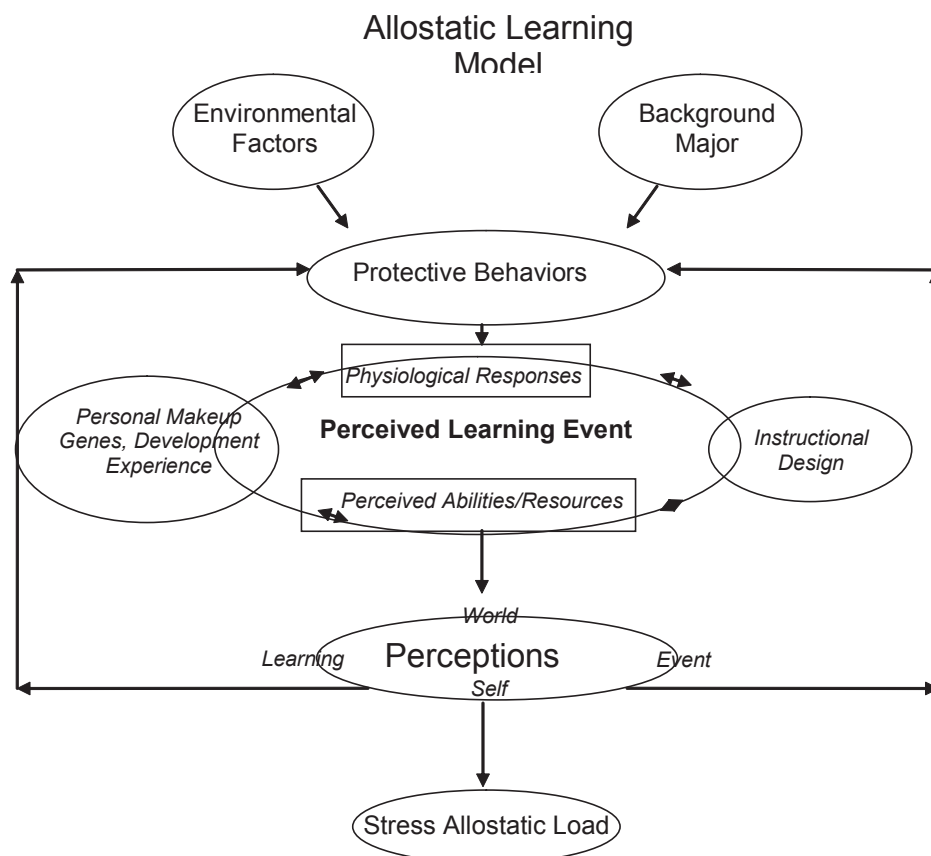 Allostatic Learning
Model
Environmental
Factors
Background
Major
Protective Behaviors
Physiological Responses
Personal Makeup
Genes, Development
Experience
Perceived Learning Event
Instructional
Design
Perceived Abilities/Resources
World
Learning
Perceptions
Event
Self
Stress Allostatic Load